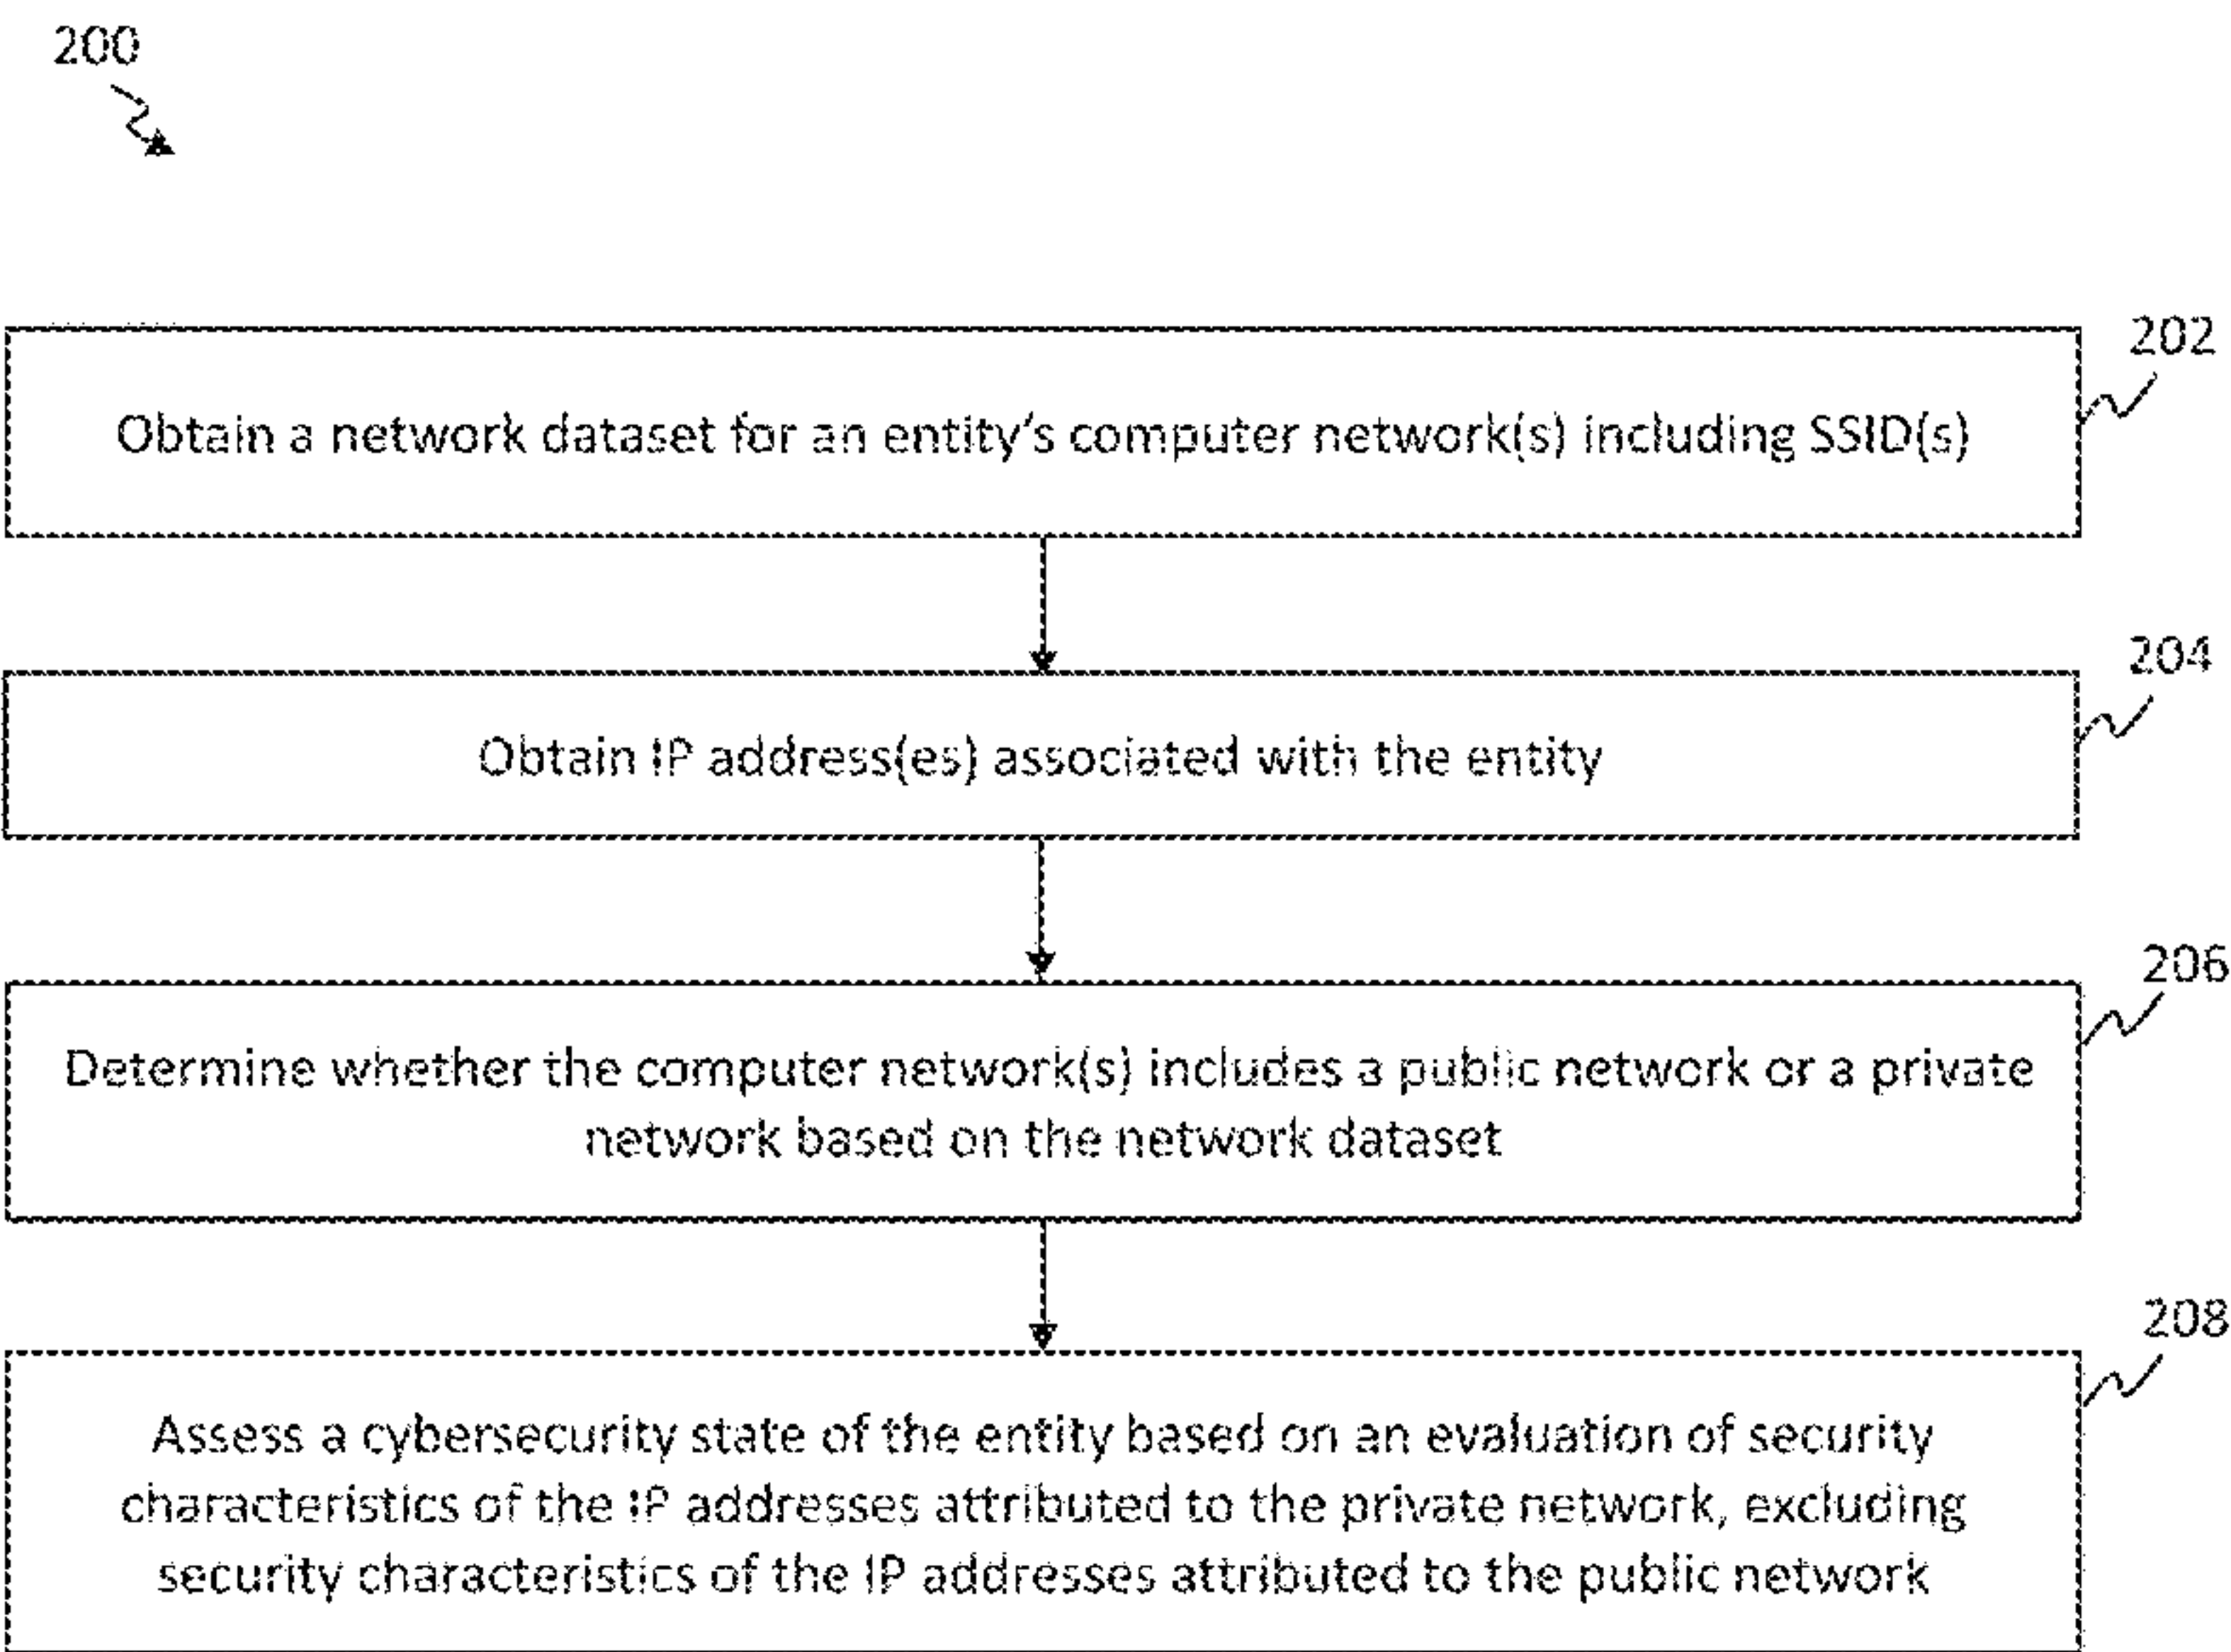 200
202
Obtain a network dataset for an entity's computer network(s) including SSID(s)
204
Obtain IP address(es) associated with the entity
206
Determine whether the computer network(s) includes a public network or a private
network based on the network dataset
208
Assess a cybersecurity state of the entity based on an evaluation of security
characteristics of the IP addresses attributed to the private network, excluding
security characteristics of the IP addresses attributed to the public network